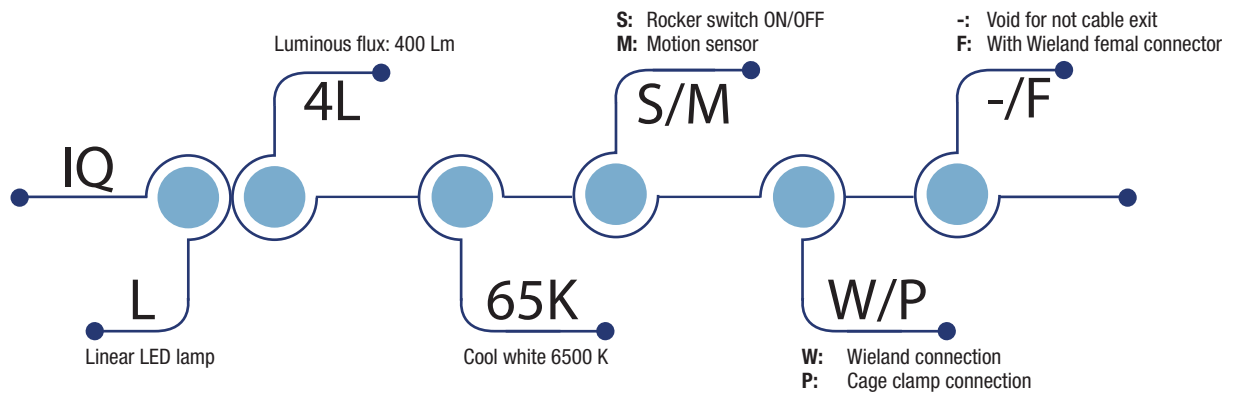 S: Rocker switch ON/OFF
M: Motion sensor
-: Void for not cable exit
F: With Wieland femal connector
Luminous flux: 400 Lm
4L
S/M
-/F
IQ
L
65K
W/P
Linear LED lamp
Cool white 6500 K
W: Wieland connection
P: Cage clamp connection